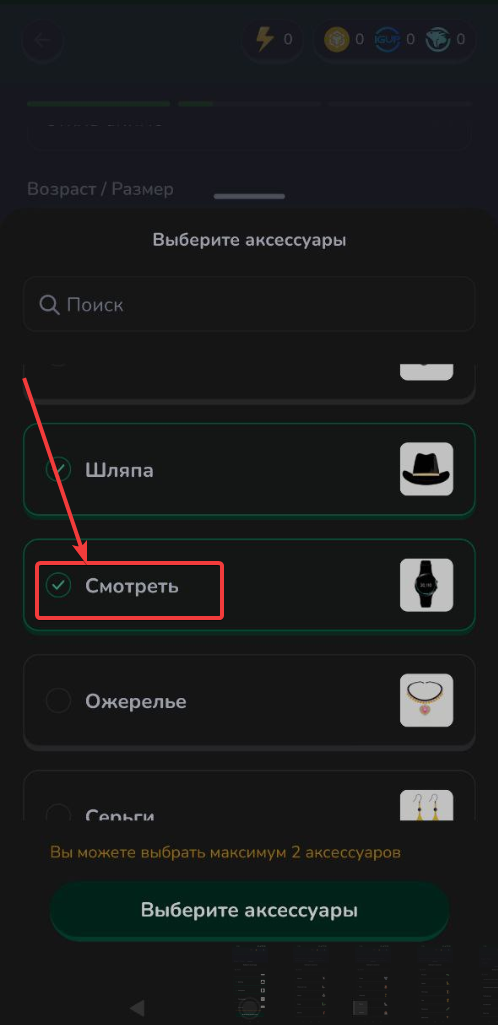 0
0
IGUP
0
0
Возраст / Размер
Выберите аксессуары
Поиск
Шляпа
Смотреть
Ожерелье
Серьги
Вы можете выбрать максимум 2 аксессуаров
Выберите аксессуары